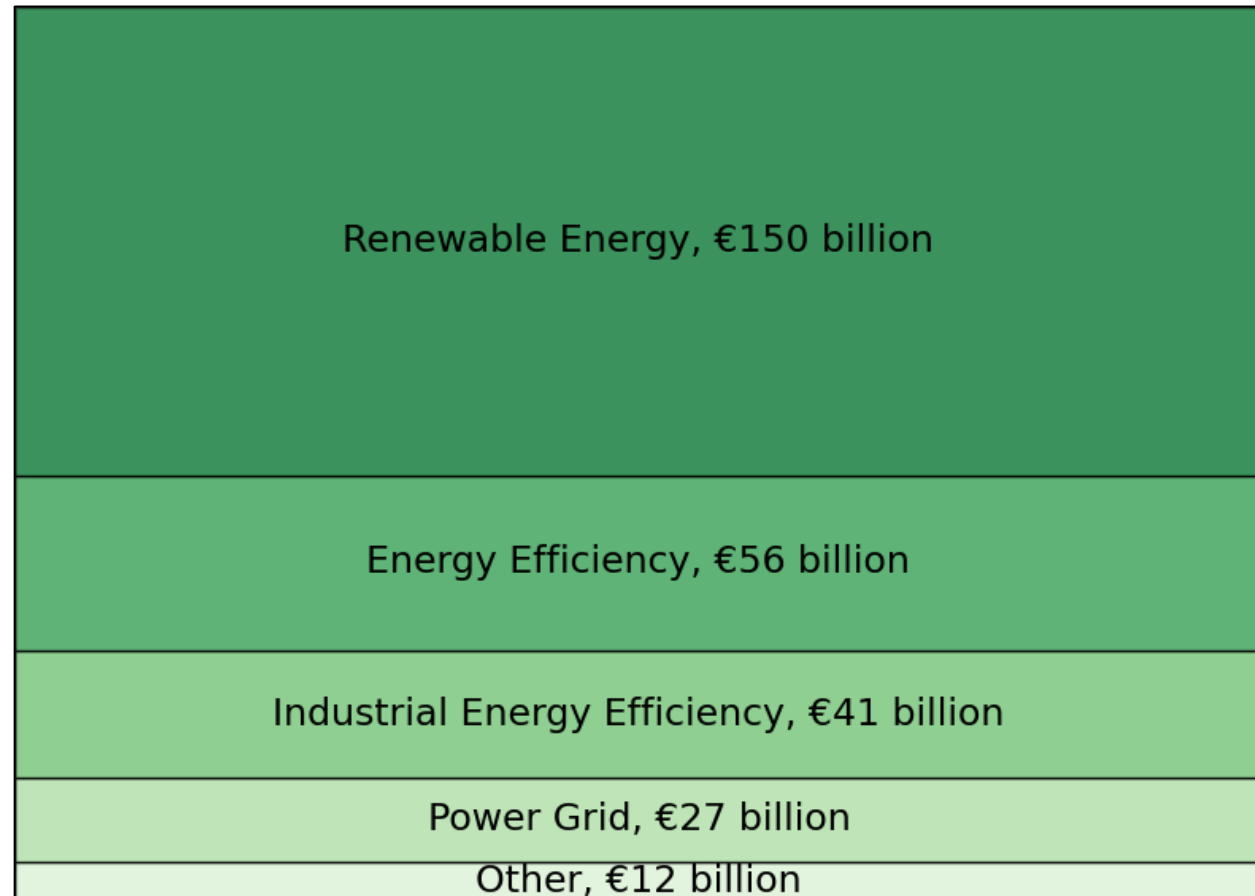 Renewable Energy, €150 billion
Energy Efficiency, €56 billion
Industrial Energy Efficiency, €41 billion
Power Grid, €27 billion
Other, €12 billion